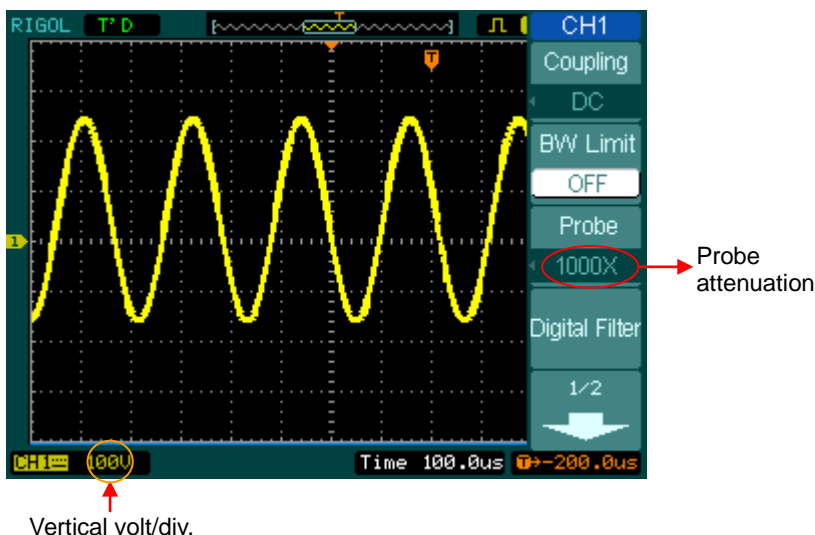 RIGOL T'D T CH1
T
Coupling
DC
BW Limit
OFF
Probe
1000X
Probe
attenuation
1
Digital Filter
1/2
CH1 100V Time 100.0us T→-200.0us
Vertical volt/div.